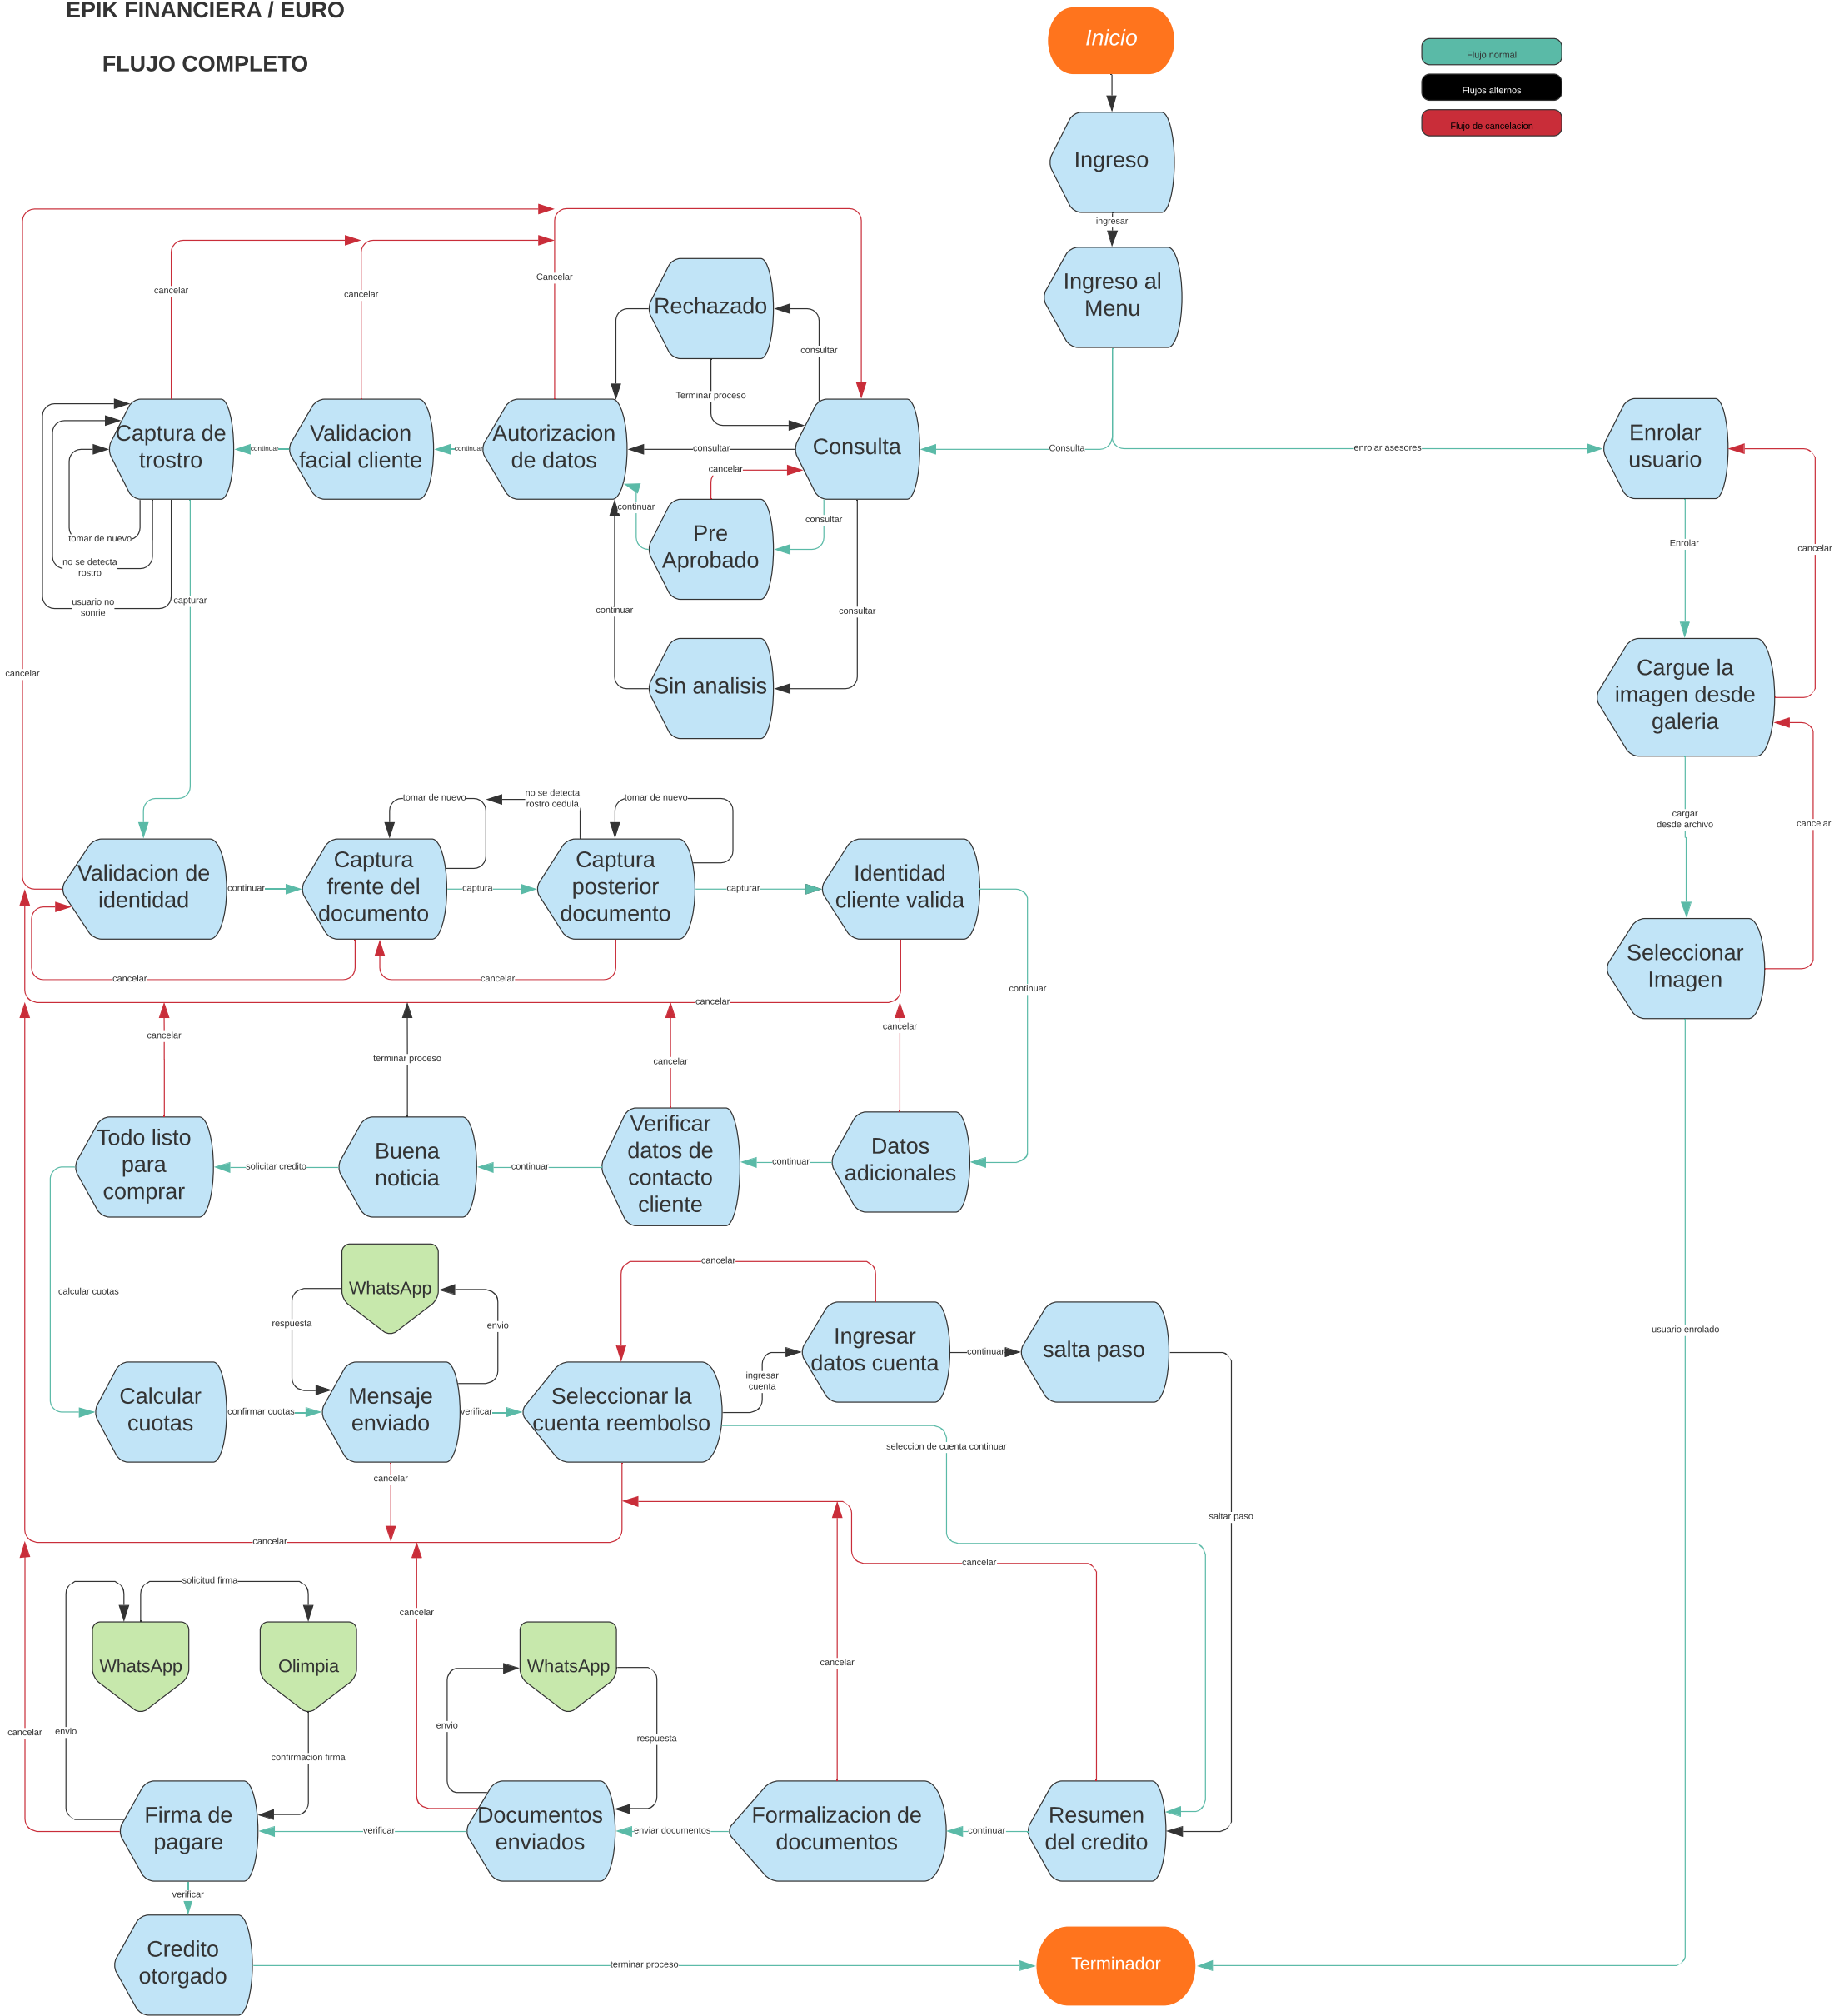 EPIK FINANCIERA / EURO
FLUJO COMPLETO
Inicio
Flujo normal
Flujos alternos
Flujo de cancelacion
Ingreso
ingresar
Ingreso al
Menu
cancelar
cancelar
Cancelar
Rechazado
consultar
Terminar proceso
Captura de
trostro
continuar
Validacion
facial cliente
continuar
Autorizacion
de datos
consultar
Consulta
Consulta
enrolar asesores
Enrolar
usuario
cancelar
continuar
Pre
Aprobado
consultar
tomar de nuevo
no se detecta
rostro
usuario no
sonrie
capturar
continuar
consultar
Enrolar
cancelar
Sin analisis
cancelar
Cargue la
imagen desde
galeria
tomar de nuevo
no se detecta
rostro cedula
tomar de nuevo
cargar
desde archivo
cancelar
Validacion de
identidad
continuar
Captura
frente del
documento
captura
Captura
posterior
documento
capturar
Identidad
cliente valida
Seleccionar
Imagen
cancelar
cancelar
cancelar
continuar
cancelar
terminar proceso
cancelar
cancelar
Todo listo
para
comprar
solicitar credito
Buena
noticia
continuar
Verificar
datos de
contacto
cliente
continuar
Datos
adicionales
calcular cuotas
WhatsApp
respuesta
envio
cancelar
Ingresar
datos cuenta
continuar
salta paso
usuario enrolado
Calcular
cuotas
confirmar cuotas
Mensaje
enviado
verificar
Seleccionar la
cuenta reembolso
ingresar
cuenta
seleccion de cuenta continuar
cancelar
saltar paso
cancelar
cancelar
solicitud firma
cancelar
WhatsApp
Olimpia
WhatsApp
cancelar
cancelar
envio
confirmacion firma
envio
respuesta
Firma de
pagare
verificar
Documentos
enviados
enviar documentos
Formalizacion de
documentos
continuar
Resumen
del credito
verificar
Credito
otorgado
terminar proceso
Terminador